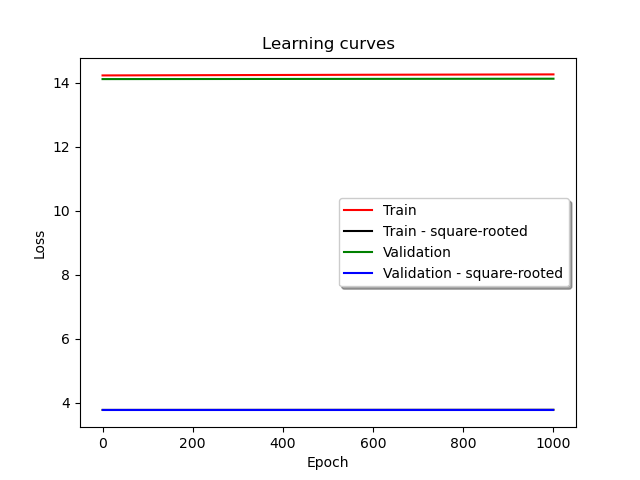 Learning curves
14
12
10
8
6
4
Loss
Train
Train - square-rooted
Validation
Validation - square-rooted
0 200 400 600 800 1000
Epoch